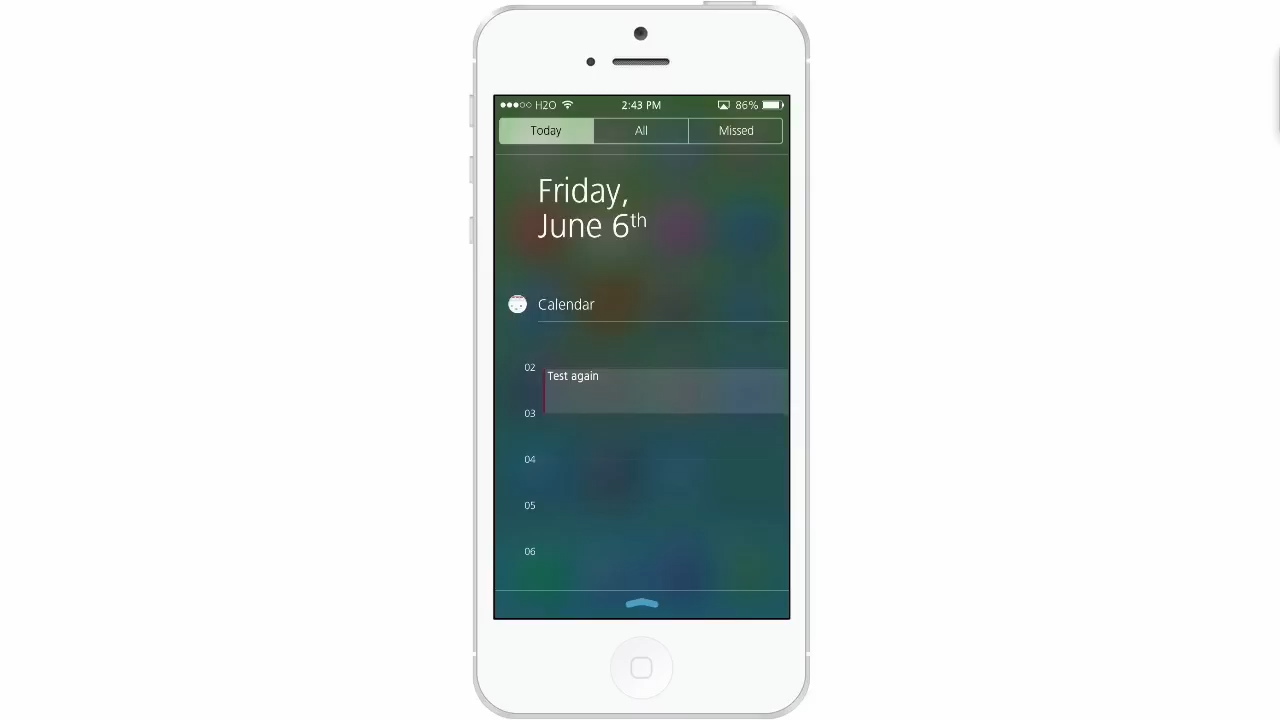 H2O 2:43 PM 86%
Today All Missed
Friday,
June 6th
Calendar
02
Test again
03
04
05
06